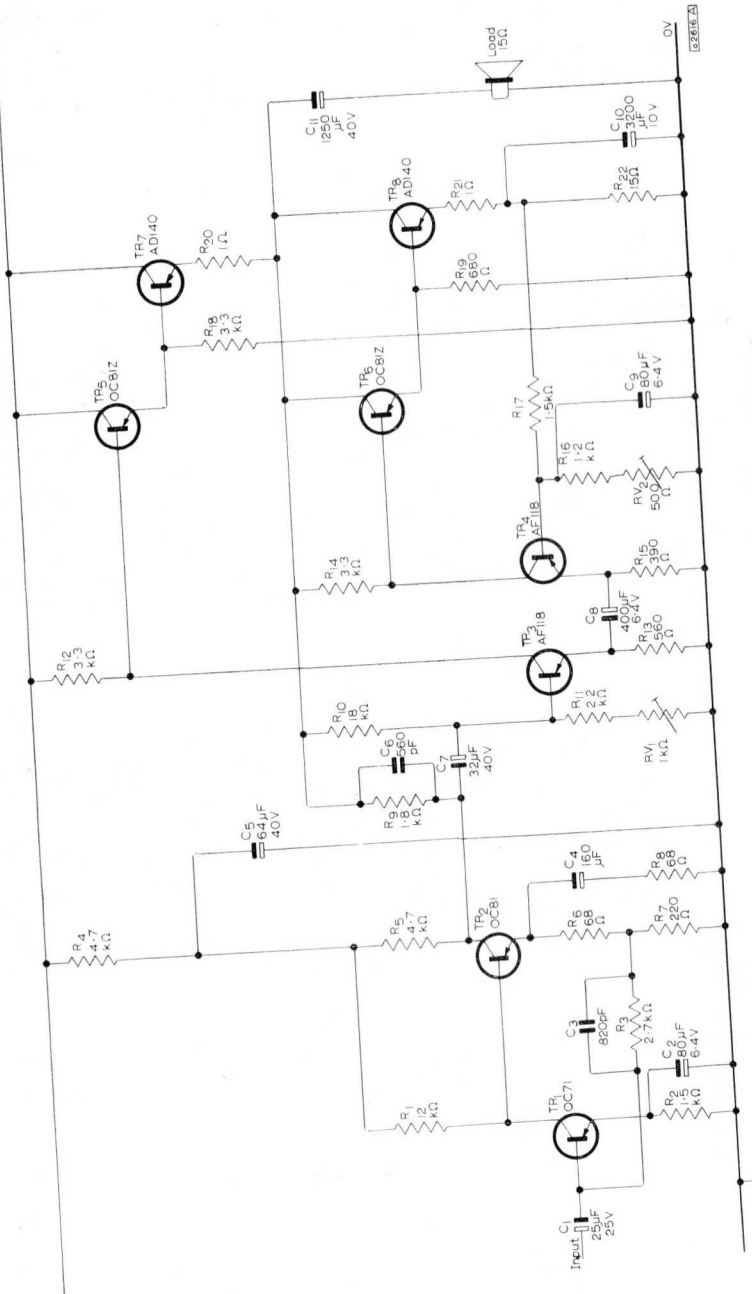 TR7
AD140
R20
1Ω
TR5
OC81Z
R18
3·3
kΩ
C11
1250
µF
40V
Load
15Ω
TR8
AD140
R21
1Ω
C10
3200
µF
10V
R22
15Ω
0V
R19
680
Ω
TR6
OC81Z
R17
1·5kΩ
R16
1·2
kΩ
C9
80µF
6·4V
RV2
500
Ω
R12
3·3
kΩ
R14
3·3
kΩ
TR4
AF118
R15
390
Ω
C8
400µF
6·4V
TR3
AF118
R13
560
Ω
R10
18
kΩ
R11
2·2
kΩ
RV1
1kΩ
C6
560
pF
R9
1·8
kΩ
C7
32µF
40V
R4
4·7
kΩ
C5
64µF
40V
R5
4·7
kΩ
TR2
OC81
C4
160
µF
R6
68
Ω
R8
68
Ω
R7
220
Ω
C3
820pF
R3
2·7kΩ
R1
12
kΩ
TR1
OC71
C2
80µF
6·4V
R2
1·5
kΩ
Input
C1
25µF
25V